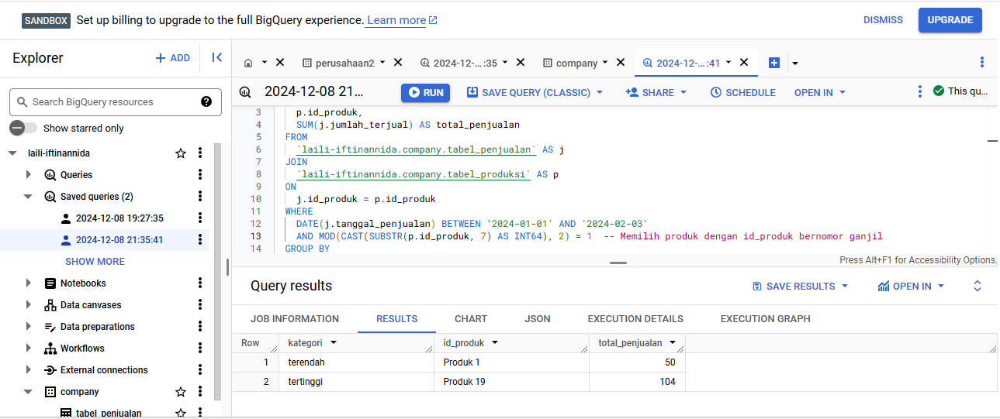 SANDBOX Set up billing to upgrade to the full BigQuery experience. Learn more DISMISS UPGRADE
Explorer + ADD
perusahaan2 2024-12-...:35 company 2024-12-...:41
Search BigQuery resources ?
Show starred only
2024-12-08 21... RUN SAVE QUERY (CLASSIC) SHARE SCHEDULE OPEN IN This qu...
laili-iftinannida
Queries
Saved queries (2)
2024-12-08 19:27:35
2024-12-08 21:35:41
SHOW MORE
Notebooks
Data canvases
Data preparations
Workflows
External connections
company
tabel_penjualan
3 p.id_produk,
4 SUM(j.jumlah_terjual) AS total_penjualan
5 FROM
6 `laili-iftinannida.company.tabel_penjualan` AS j
7 JOIN
8 `laili-iftinannida.company.tabel_produksi` AS p
9 ON
10 j.id_produk = p.id_produk
11 WHERE
12 DATE(j.tanggal_penjualan) BETWEEN '2024-01-01' AND '2024-02-03'
13 AND MOD(CAST(SUBSTR(p.id_produk, 7) AS INT64), 2) = 1 -- Memilih produk dengan id_produk bernomor ganjil
14 GROUP BY
Press Alt+F1 for Accessibility Options.
Query results SAVE RESULTS OPEN IN
JOB INFORMATION RESULTS CHART JSON EXECUTION DETAILS EXECUTION GRAPH
Row kategori id_produk total_penjualan
1 terendah Produk 1 50
2 tertinggi Produk 19 104